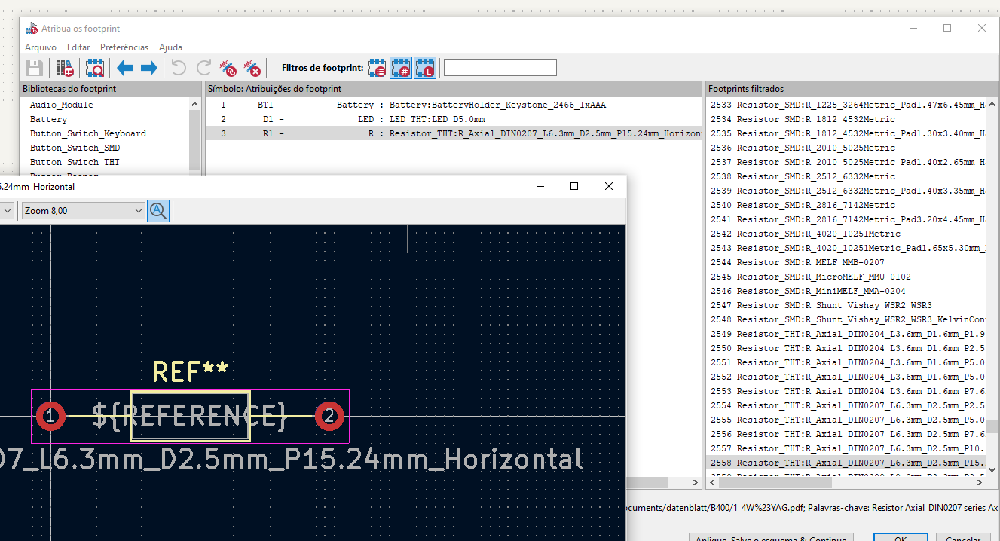 Atribua os footprint
Arquivo Editar Preferências Ajuda
Filtros de footprint:
Bibliotecas do footprint
Audio_Module
Battery
Button_Switch_Keyboard
Button_Switch_SMD
Button_Switch_THT
Símbolo: Atribuições do footprint
1 BT1 - Battery : Battery:BatteryHolder_Keystone_2466_1xAAA
2 D1 - LED : LED_THT:LED_D5.0mm
3 R1 - R : Resistor_THT:R_Axial_DIN0207_L6.3mm_D2.5mm_P15.24mm_Horizon
Footprints filtrados
2533 Resistor_SMD:R_1225_3264Metric_Pad1.47x6.45mm_H
2534 Resistor_SMD:R_1812_4532Metric
2535 Resistor_SMD:R_1812_4532Metric_Pad1.30x3.40mm_H
2536 Resistor_SMD:R_2010_5025Metric
2537 Resistor_SMD:R_2010_5025Metric_Pad1.40x2.65mm_H
2538 Resistor_SMD:R_2512_6332Metric
2539 Resistor_SMD:R_2512_6332Metric_Pad1.40x3.35mm_H
2540 Resistor_SMD:R_2816_7142Metric
2541 Resistor_SMD:R_2816_7142Metric_Pad3.20x4.45mm_H
2542 Resistor_SMD:R_4020_10251Metric
2543 Resistor_SMD:R_4020_10251Metric_Pad1.65x5.30mm_
2544 Resistor_SMD:R_MELF_MMB-0207
2545 Resistor_SMD:R_MicroMELF_MMU-0102
2546 Resistor_SMD:R_MiniMELF_MMA-0204
2547 Resistor_SMD:R_Shunt_Vishay_WSR2_WSR3
2548 Resistor_SMD:R_Shunt_Vishay_WSR2_WSR3_KelvinCon
2549 Resistor_THT:R_Axial_DIN0204_L3.6mm_D1.6mm_P1.9
2550 Resistor_THT:R_Axial_DIN0204_L3.6mm_D1.6mm_P2.5
2551 Resistor_THT:R_Axial_DIN0204_L3.6mm_D1.6mm_P5.0
2552 Resistor_THT:R_Axial_DIN0204_L3.6mm_D1.6mm_P5.0
2553 Resistor_THT:R_Axial_DIN0204_L3.6mm_D1.6mm_P7.6
2554 Resistor_THT:R_Axial_DIN0207_L6.3mm_D2.5mm_P2.5
2555 Resistor_THT:R_Axial_DIN0207_L6.3mm_D2.5mm_P5.0
2556 Resistor_THT:R_Axial_DIN0207_L6.3mm_D2.5mm_P7.6
2557 Resistor_THT:R_Axial_DIN0207_L6.3mm_D2.5mm_P10.
2558 Resistor_THT:R_Axial_DIN0207_L6.3mm_D2.5mm_P15.
5.24mm_Horizontal
Zoom 8,00
REF**
1 ${REFERENCE} 2
07_L6.3mm_D2.5mm_P15.24mm_Horizontal
ocuments/datenblatt/B400/1_4W%23YAG.pdf; Palavras-chave: Resistor Axial_DIN0207 series Ax
Aplique, Salve o esquema & Continue OK Cancelar